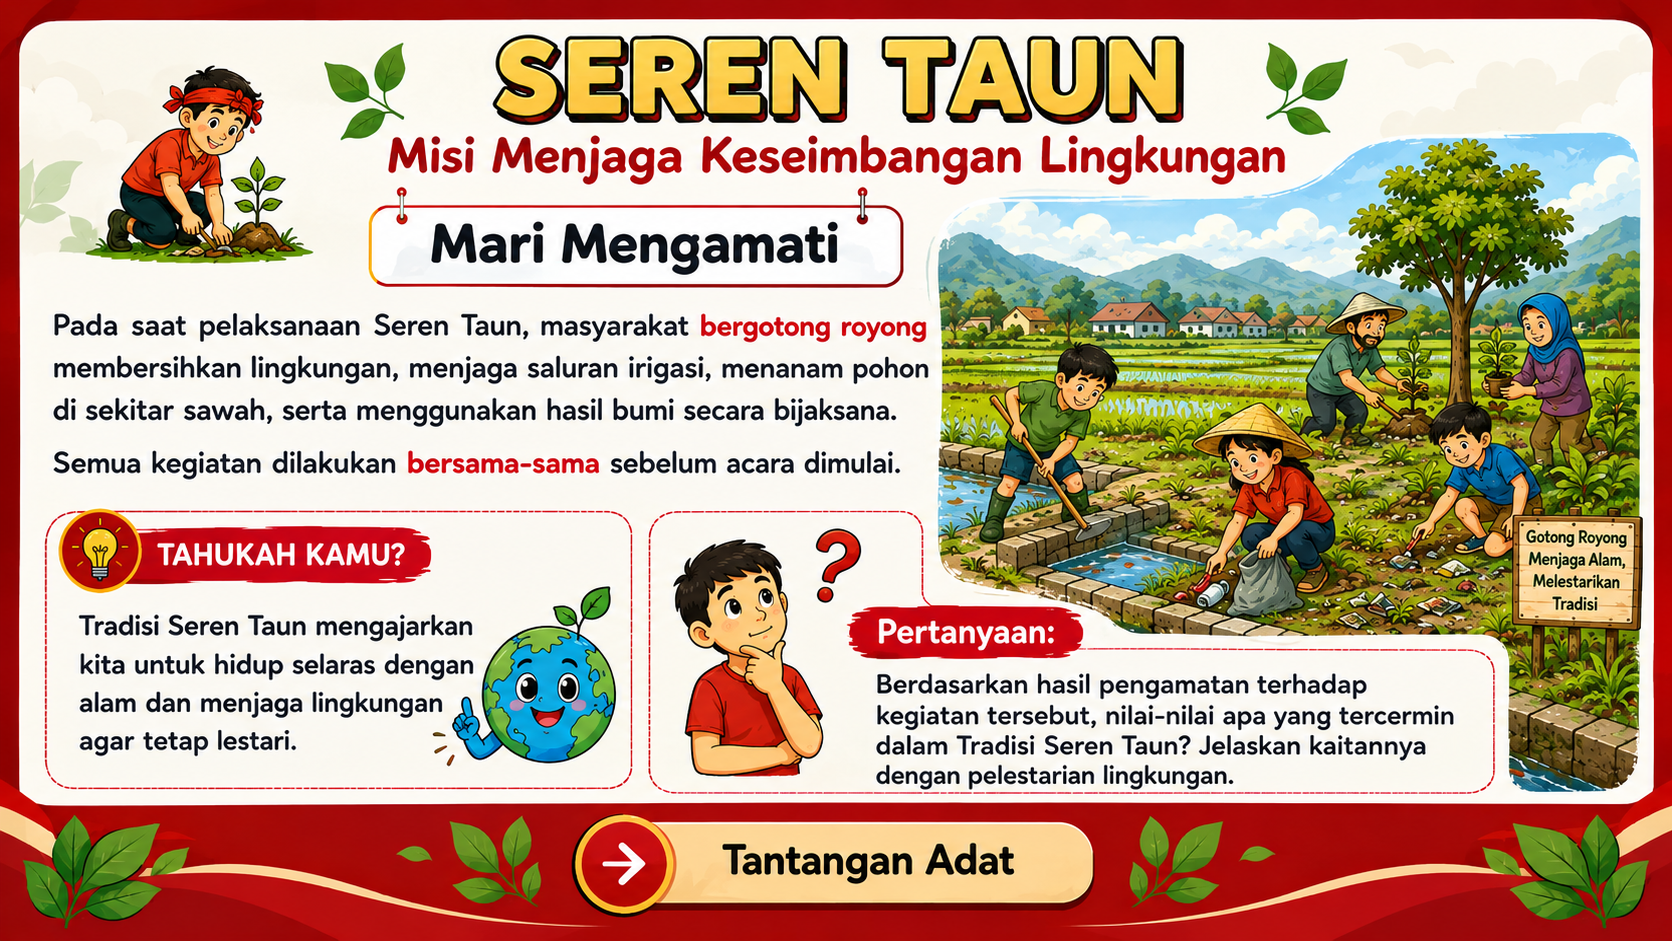 SEREN TAUN
Misi Menjaga Keseimbangan Lingkungan
Mari Mengamati
Pada saat pelaksanaan Seren Taun, masyarakat bergotong royong
membersihkan lingkungan, menjaga saluran irigasi, menanam pohon
di sekitar sawah, serta menggunakan hasil bumi secara bijaksana.
Semua kegiatan dilakukan bersama-sama sebelum acara dimulai.
TAHUKAH KAMU?
Tradisi Seren Taun mengajarkan
kita untuk hidup selaras dengan
alam dan menjaga lingkungan
agar tetap lestari.
?
Pertanyaan:
Berdasarkan hasil pengamatan terhadap
kegiatan tersebut, nilai-nilai apa yang tercermin
dalam Tradisi Seren Taun? Jelaskan kaitannya
dengan pelestarian lingkungan.
Gotong Royong
Menjaga Alam,
Melestarikan
Tradisi
Tantangan Adat